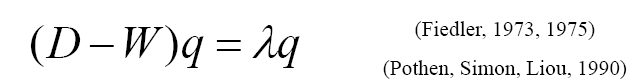 (D – W)q = λq
(Fiedler, 1973, 1975)
(Pothen, Simon, Liou, 1990)